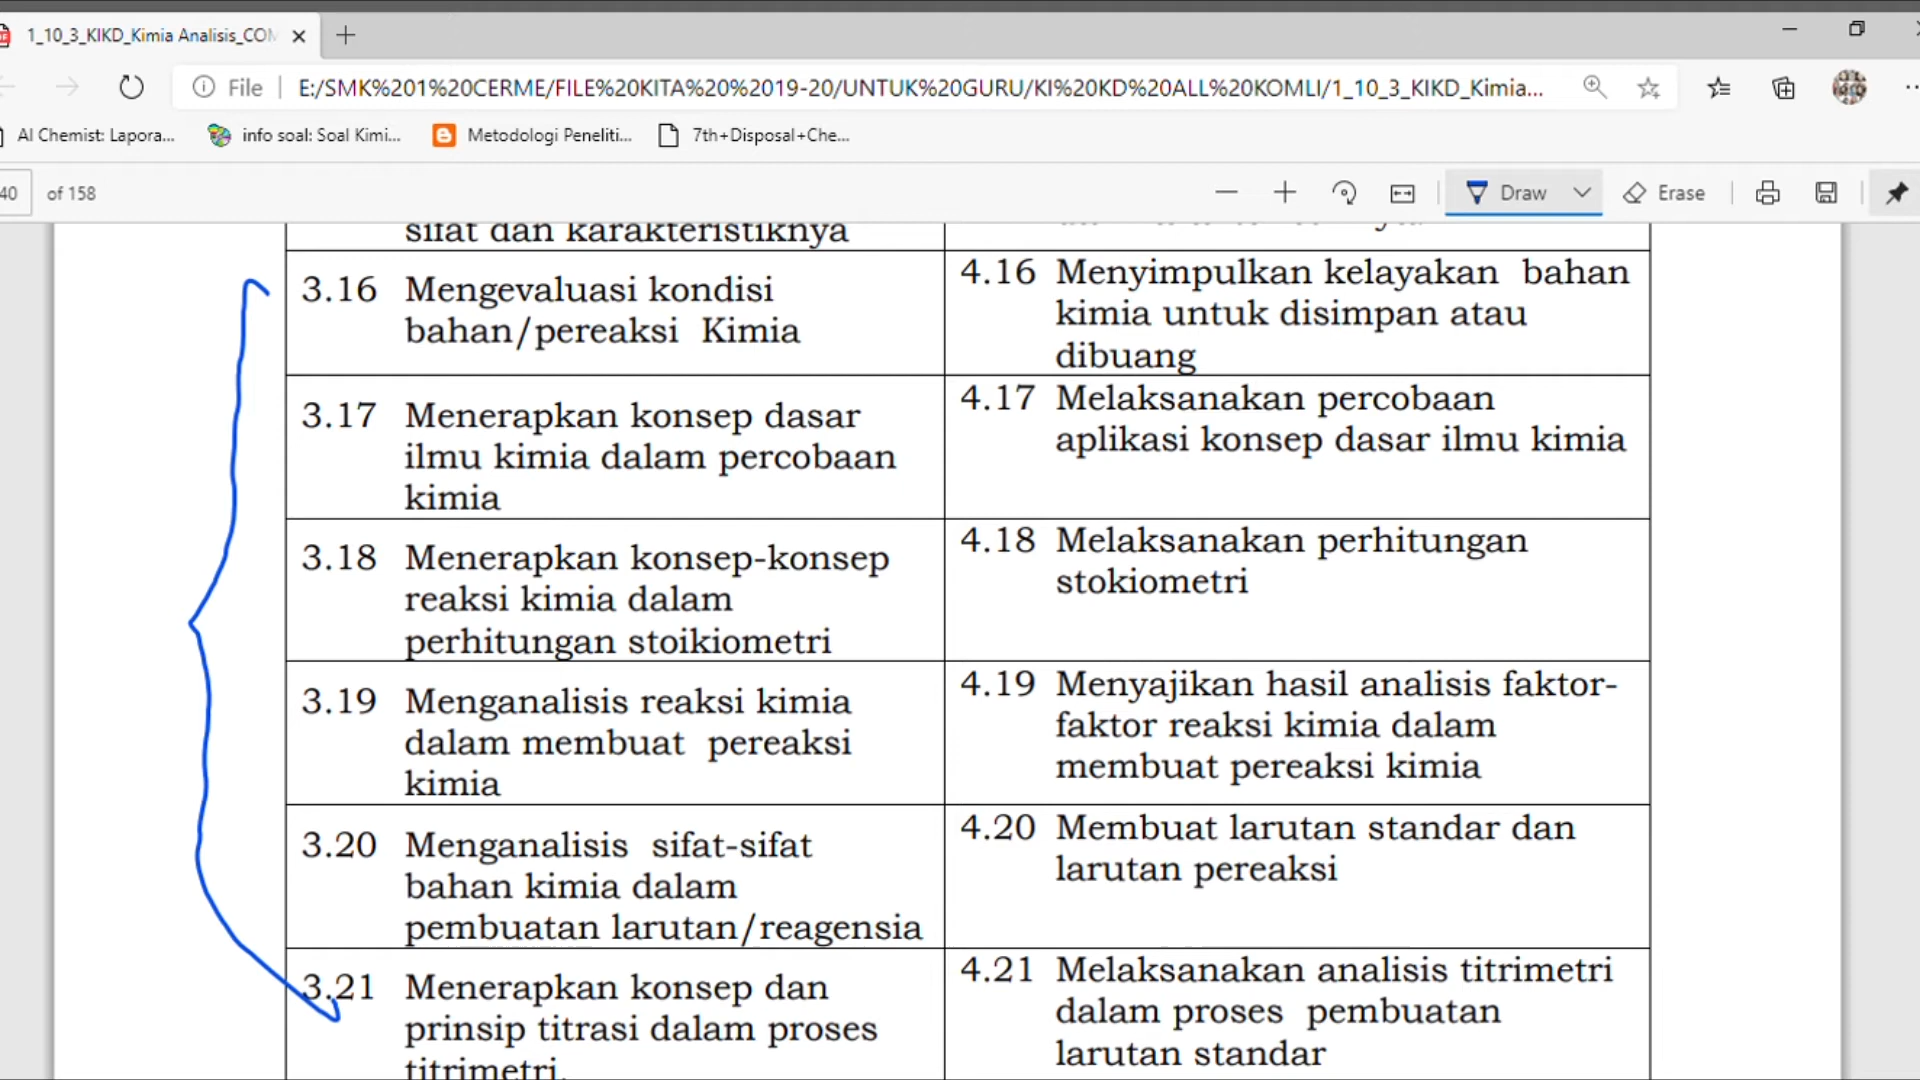 1_10_3_KIKD_Kimia Analisis_COM
File
E:/SMK%201%20CERME/FILE%20KITA%20%2019-20/UNTUK%20GURU/KI%20KD%20ALL%20KOMLI/1_10_3_KIKD_Kimia...
AI Chemist: Lapora...
info soal: Soal Kimi...
Metodologi Peneliti...
7th+Disposal+Che...
40 of 158
Draw
Erase
sifat dan karakteristiknya
3.16 Mengevaluasi kondisi
bahan/pereaksi Kimia
4.16 Menyimpulkan kelayakan bahan
kimia untuk disimpan atau
dibuang
3.17 Menerapkan konsep dasar
ilmu kimia dalam percobaan
kimia
4.17 Melaksanakan percobaan
aplikasi konsep dasar ilmu kimia
3.18 Menerapkan konsep-konsep
reaksi kimia dalam
perhitungan stoikiometri
4.18 Melaksanakan perhitungan
stokiometri
3.19 Menganalisis reaksi kimia
dalam membuat pereaksi
kimia
4.19 Menyajikan hasil analisis faktor-
faktor reaksi kimia dalam
membuat pereaksi kimia
3.20 Menganalisis sifat-sifat
bahan kimia dalam
pembuatan larutan/reagensia
4.20 Membuat larutan standar dan
larutan pereaksi
3.21 Menerapkan konsep dan
prinsip titrasi dalam proses
titrimetri.
4.21 Melaksanakan analisis titrimetri
dalam proses pembuatan
larutan standar